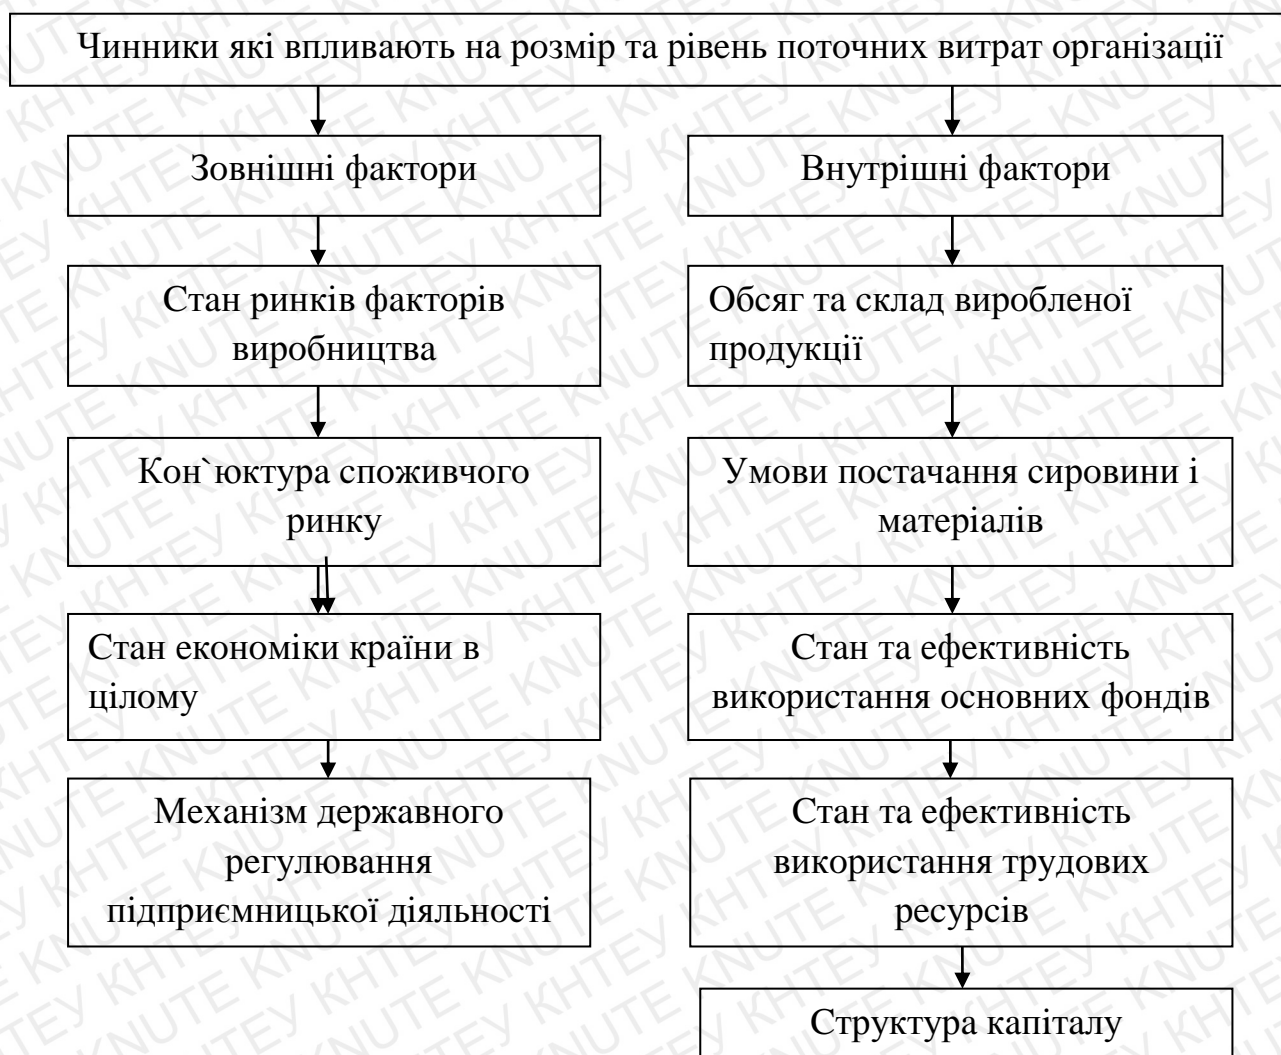 Чинники які впливають на розмір та рівень поточних витрат організації
Зовнішні фактори
Внутрішні фактори
Стан ринків факторів
виробництва
Обсяг та склад виробленої
продукції
Кон`юктура споживчого
ринку
Умови постачання сировини і
матеріалів
Стан економіки країни в
цілому
Стан та ефективність
використання основних фондів
Механізм державного
регулювання
підприємницької діяльності
Стан та ефективність
використання трудових
ресурсів
Структура капіталу